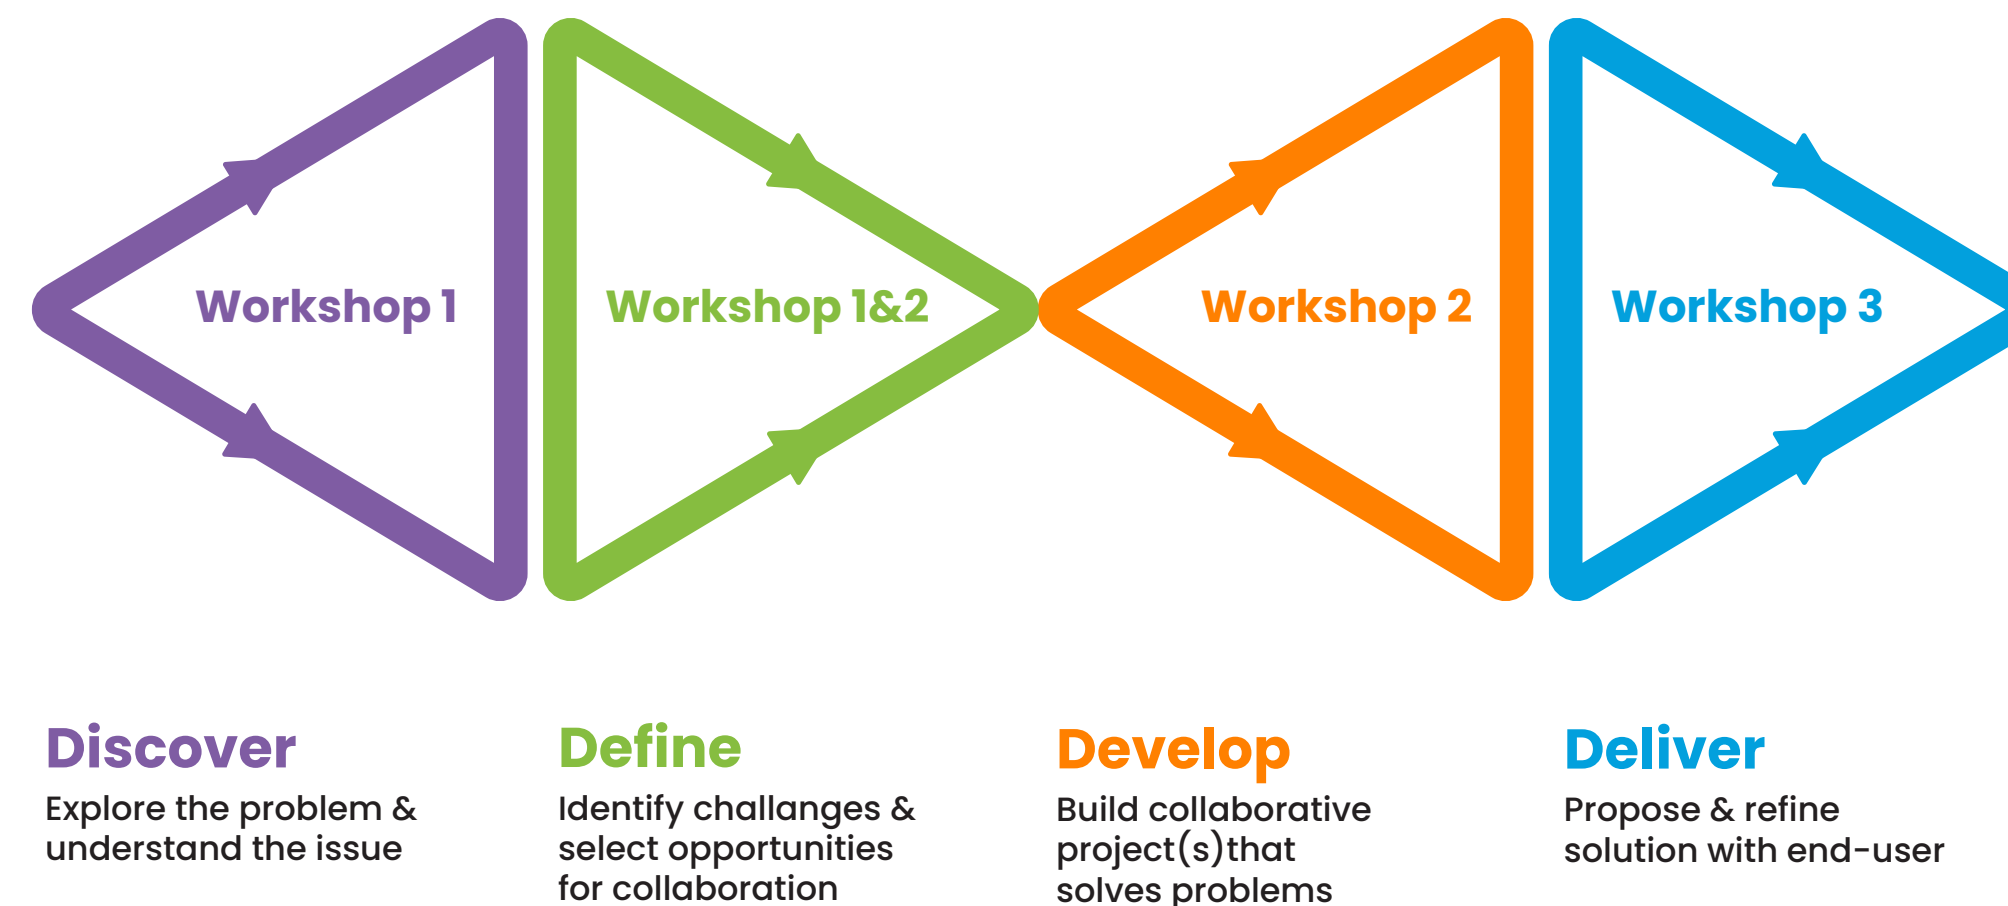 Workshop 1
Workshop 1&2
Workshop 2
Workshop 3
Discover
Explore the problem &
understand the issue
Define
Identify challanges &
select opportunities
for collaboration
Develop
Build collaborative
project(s)that
solves problems
Deliver
Propose & refine
solution with end-user